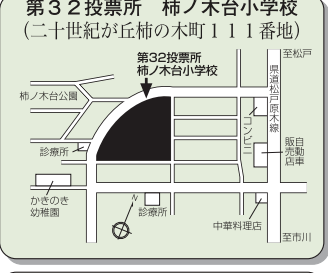 第32投票所 柿ノ木台小学校
(二十世紀が丘柿の木町111番地)
第32投票所
柿ノ木台小学校
至松戸
県道松戸原木線
柿ノ木台公園
コンビニ
自動車
販売店
診療所
かきのき
幼稚園
N
診療所
中華料理店
至市川